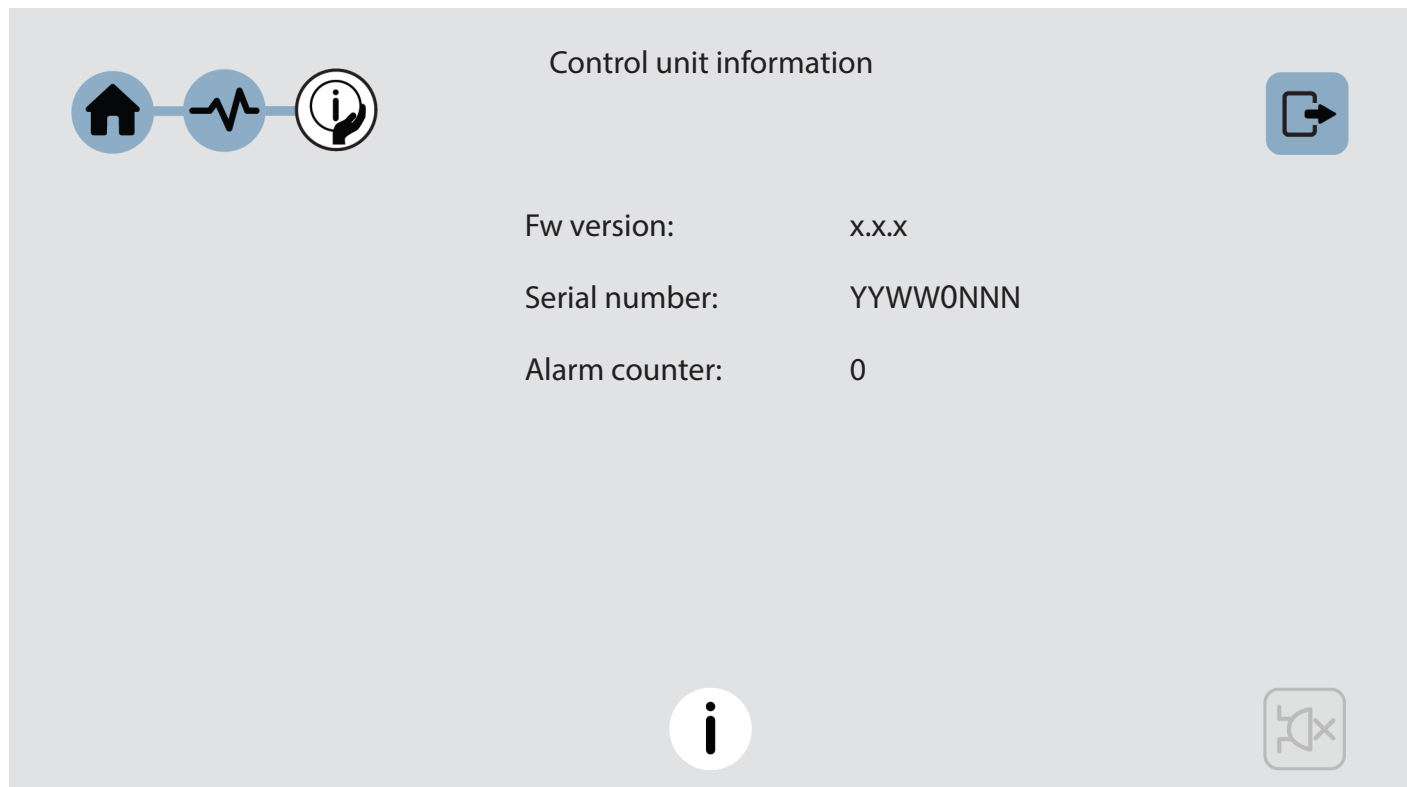 Control unit information
Fw version: x.x.x
Serial number: YYWW0NNN
Alarm counter: 0